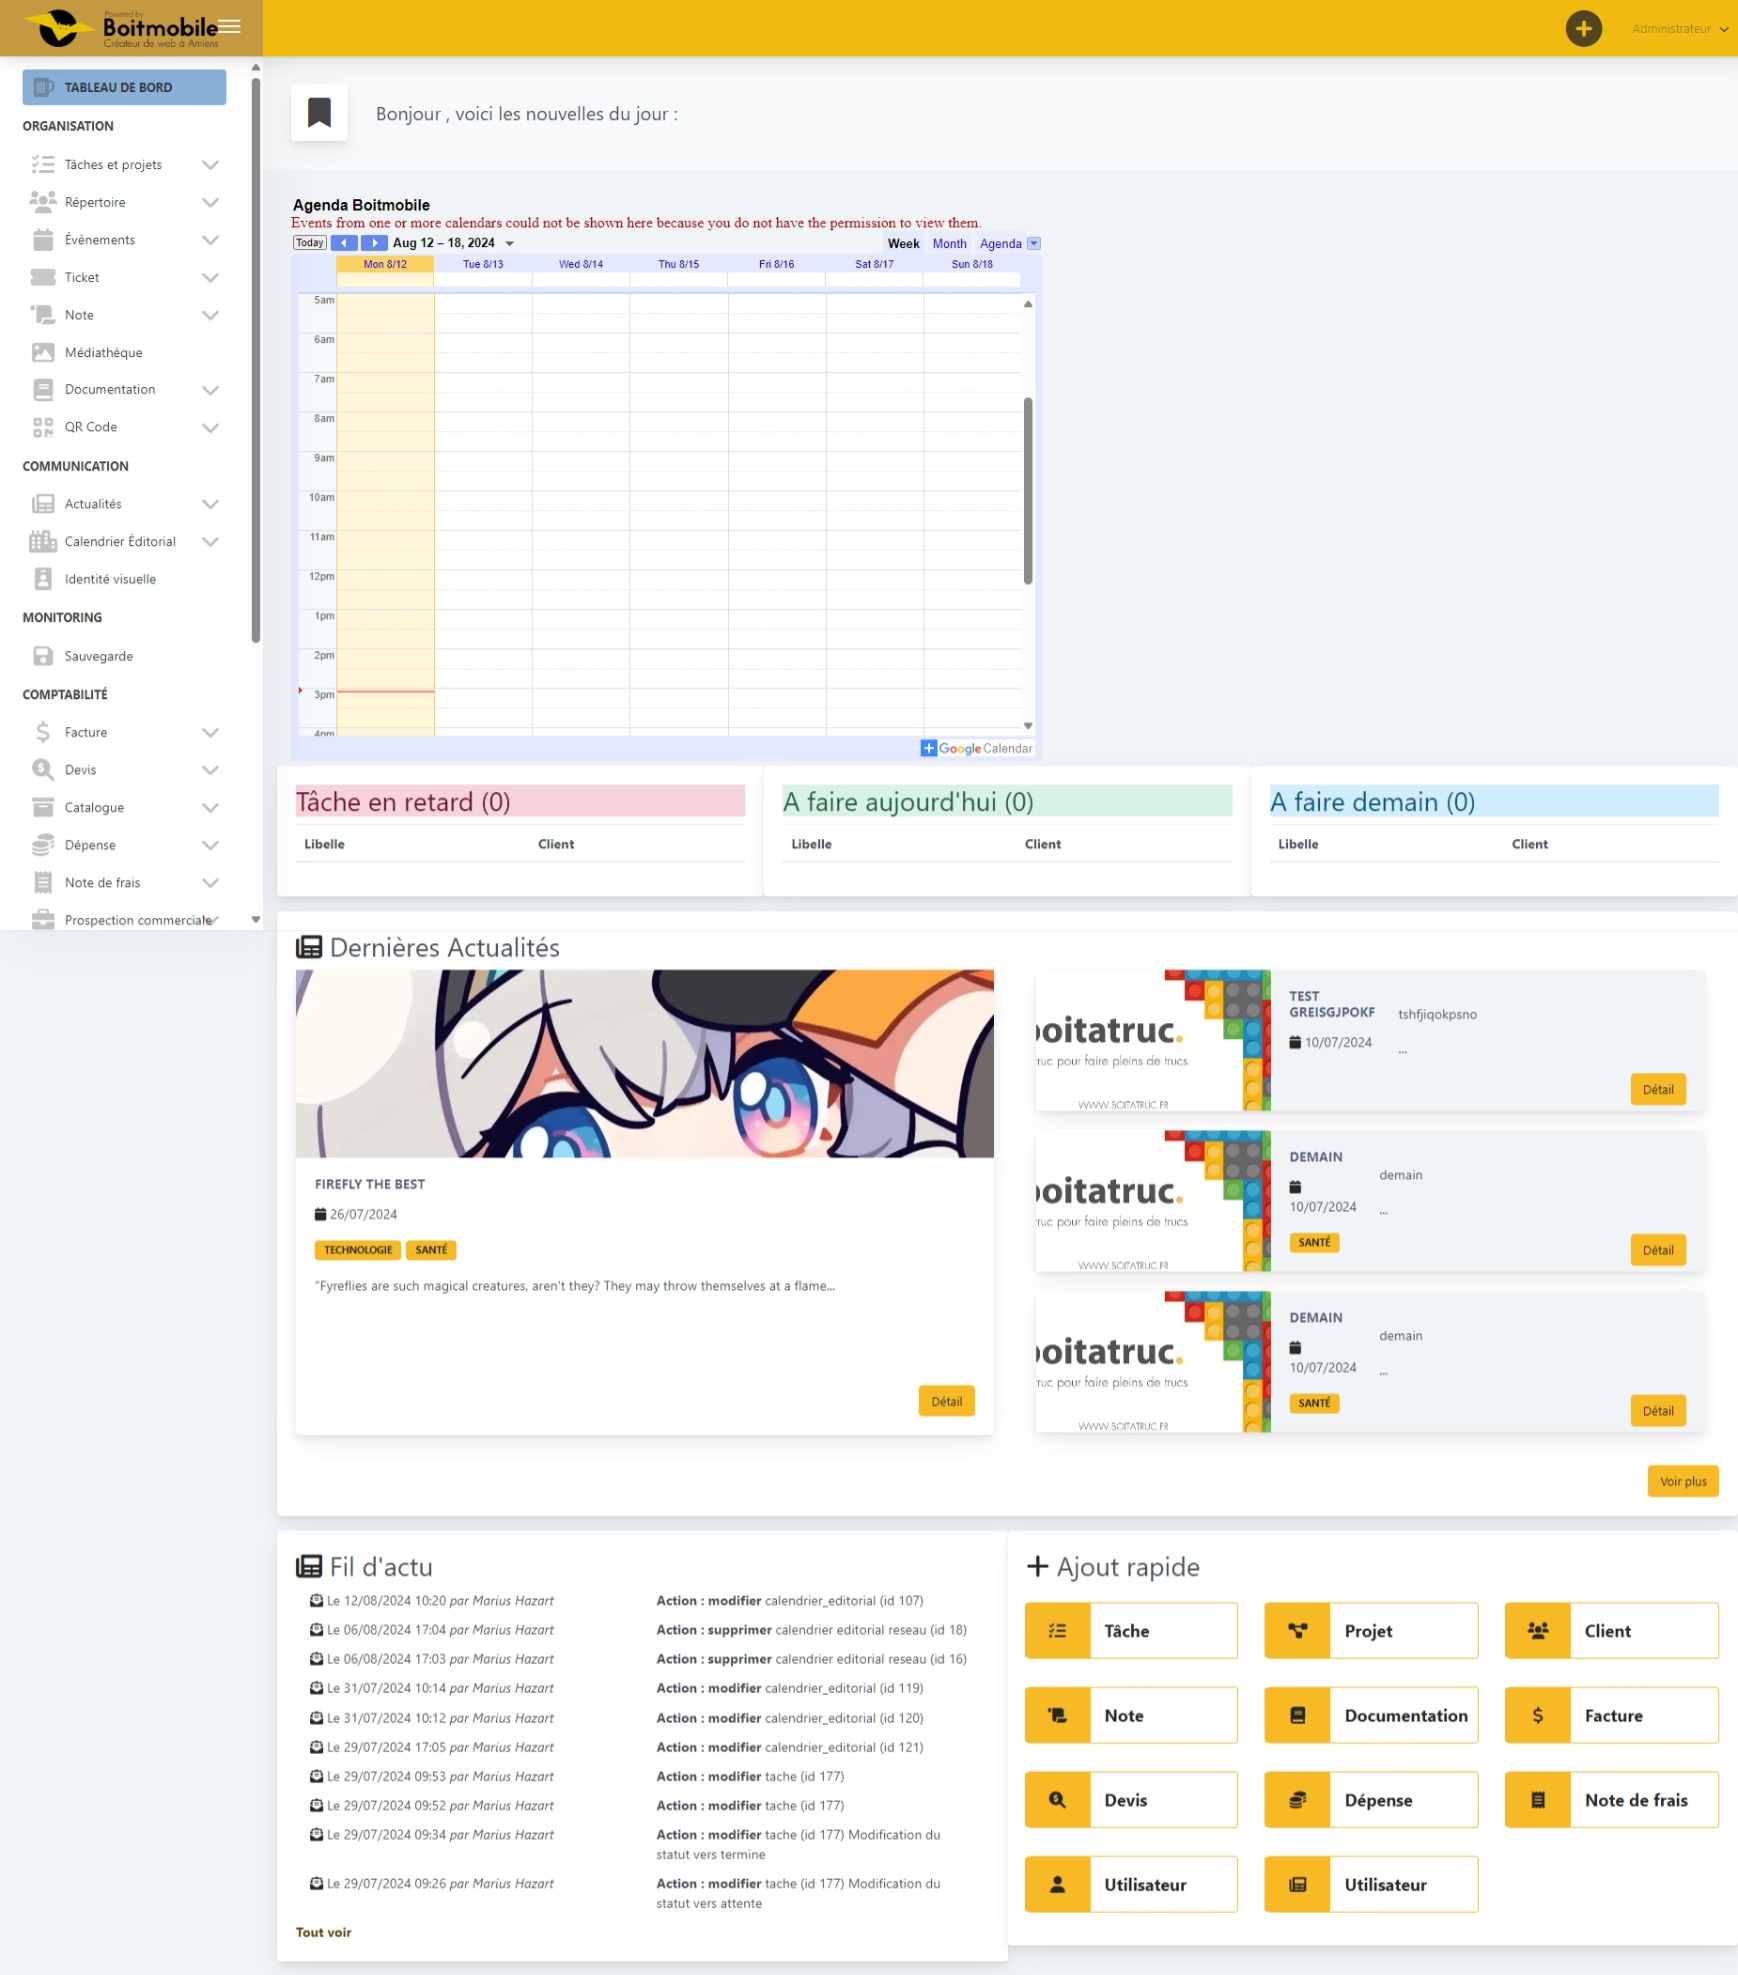 Powered by
Boitmobile
Créateur de web à Amiens
Administrateur
TABLEAU DE BORD
ORGANISATION
Tâches et projets
Répertoire
Évènements
Ticket
Note
Médiathèque
Documentation
QR Code
COMMUNICATION
Actualités
Calendrier Éditorial
Identité visuelle
MONITORING
Sauvegarde
COMPTABILITÉ
Facture
Devis
Catalogue
Dépense
Note de frais
Prospection commerciale
Bonjour , voici les nouvelles du jour :
Agenda Boitmobile
Events from one or more calendars could not be shown here because you do not have the permission to view them.
Today Aug 12 – 18, 2024 Week Month Agenda
Mon 8/12 Tue 8/13 Wed 8/14 Thu 8/15 Fri 8/16 Sat 8/17 Sun 8/18
5am
6am
7am
8am
9am
10am
11am
12pm
1pm
2pm
3pm
4pm
Google Calendar
Tâche en retard (0)
Libelle Client
A faire aujourd'hui (0)
Libelle Client
A faire demain (0)
Libelle Client
Dernières Actualités
FIREFLY THE BEST
26/07/2024
TECHNOLOGIE SANTÉ
"Fyreflies are such magical creatures, aren't they? They may throw themselves at a flame...
Détail
oitatruc.
ruc pour faire pleins de trucs
WWW.BOITATRUC.FR
TEST
GREISGJPOKF
tshfjiqokpsno
10/07/2024
...
Détail
oitatruc.
ruc pour faire pleins de trucs
WWW.BOITATRUC.FR
DEMAIN
demain
10/07/2024
...
SANTÉ
Détail
oitatruc.
ruc pour faire pleins de trucs
WWW.BOITATRUC.FR
DEMAIN
demain
10/07/2024
...
SANTÉ
Détail
Voir plus
Fil d'actu
Le 12/08/2024 10:20 par Marius Hazart Action : modifier calendrier_editorial (id 107)
Le 06/08/2024 17:04 par Marius Hazart Action : supprimer calendrier editorial reseau (id 18)
Le 06/08/2024 17:03 par Marius Hazart Action : supprimer calendrier editorial reseau (id 16)
Le 31/07/2024 10:14 par Marius Hazart Action : modifier calendrier_editorial (id 119)
Le 31/07/2024 10:12 par Marius Hazart Action : modifier calendrier_editorial (id 120)
Le 29/07/2024 17:05 par Marius Hazart Action : modifier calendrier_editorial (id 121)
Le 29/07/2024 09:53 par Marius Hazart Action : modifier tache (id 177)
Le 29/07/2024 09:52 par Marius Hazart Action : modifier tache (id 177)
Le 29/07/2024 09:34 par Marius Hazart Action : modifier tache (id 177) Modification du
statut vers termine
Le 29/07/2024 09:26 par Marius Hazart Action : modifier tache (id 177) Modification du
statut vers attente
Tout voir
Ajout rapide
Tâche Projet Client
Note Documentation Facture
Devis Dépense Note de frais
Utilisateur Utilisateur